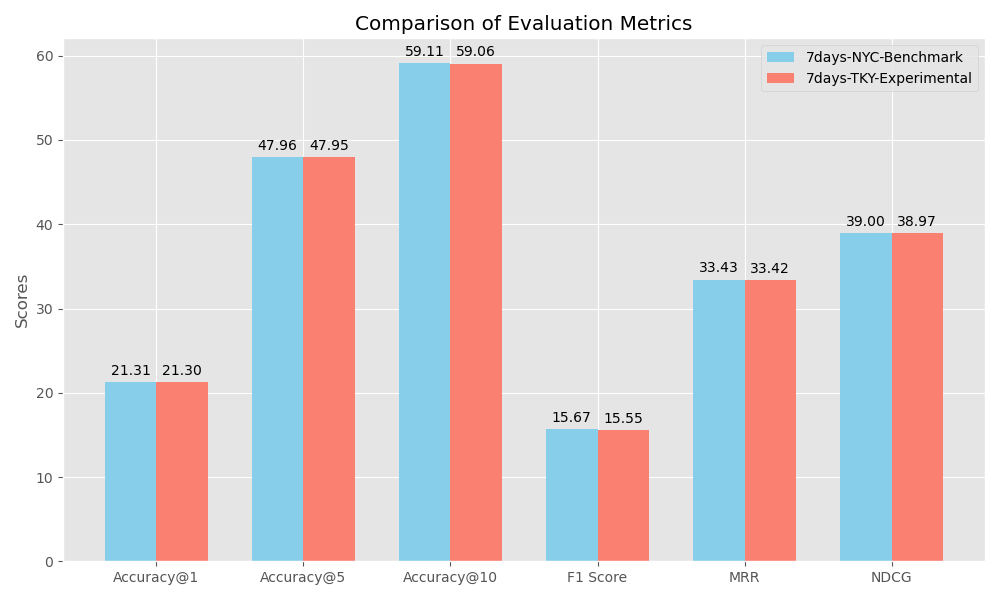 Comparison of Evaluation Metrics
7days-NYC-Benchmark
7days-TKY-Experimental
Scores
60
50
40
30
20
10
0
21.31 21.30
47.96 47.95
59.11 59.06
15.67 15.55
33.43 33.42
39.00 38.97
Accuracy@1 Accuracy@5 Accuracy@10 F1 Score MRR NDCG